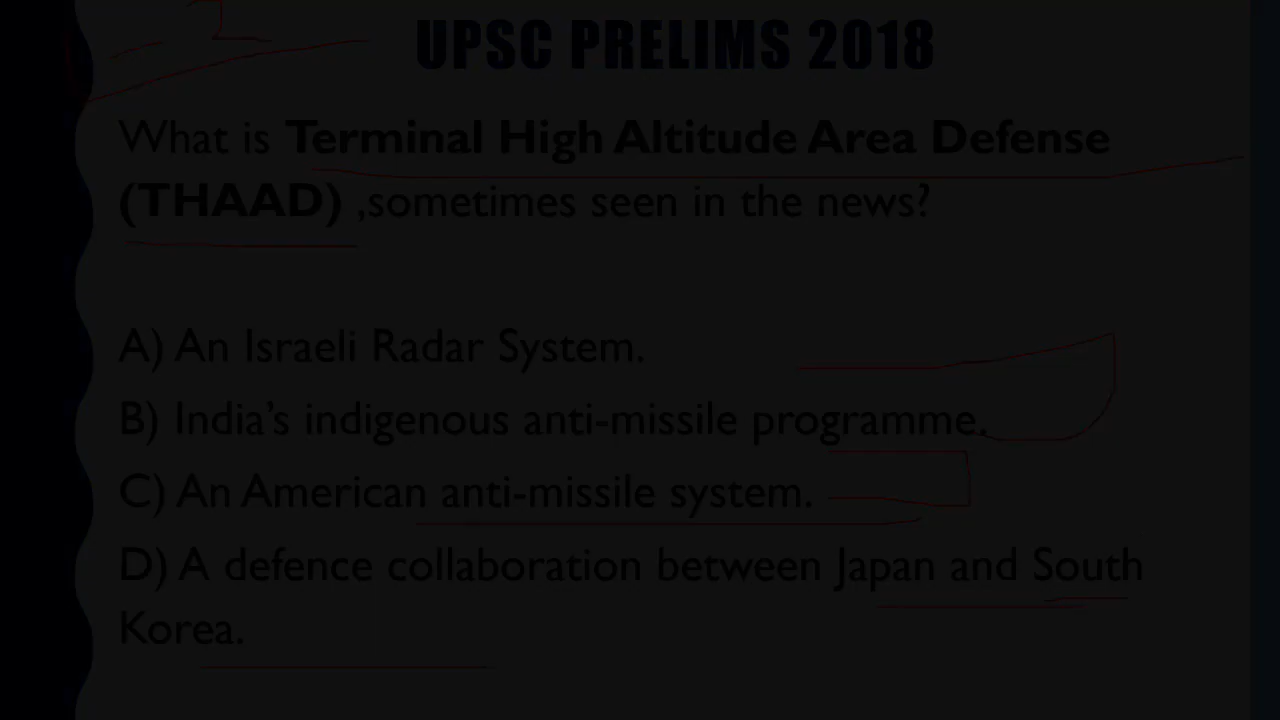 UPSC PRELIMS 2018
What is Terminal High Altitude Area Defense
(THAAD) ,sometimes seen in the news?
A) An Israeli Radar System.
B) India's indigenous anti-missile programme.
C) An American anti-missile system.
D) A defence collaboration between Japan and South
Korea.